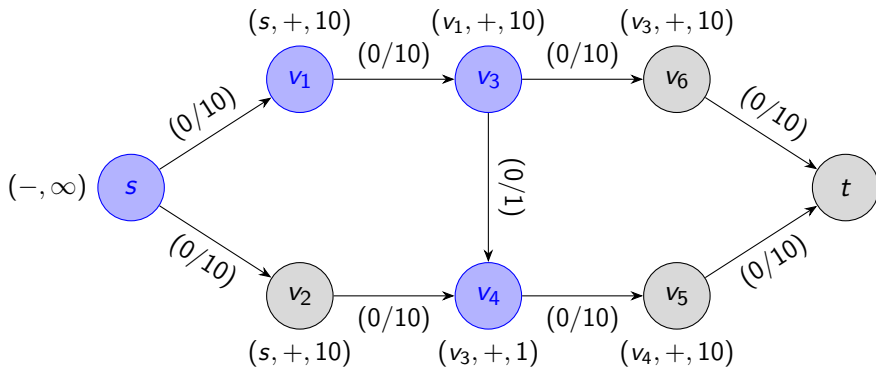 (s, +, 10)
(v₁, +, 10)
(v₃, +, 10)
v₁
(0/10)
v₃
(0/10)
v₆
(0/10)
(0/10)
(−, ∞)
s
(0/1)
t
(0/10)
(0/10)
v₂
(0/10)
v₄
(0/10)
v₅
(s, +, 10)
(v₃, +, 1)
(v₄, +, 10)